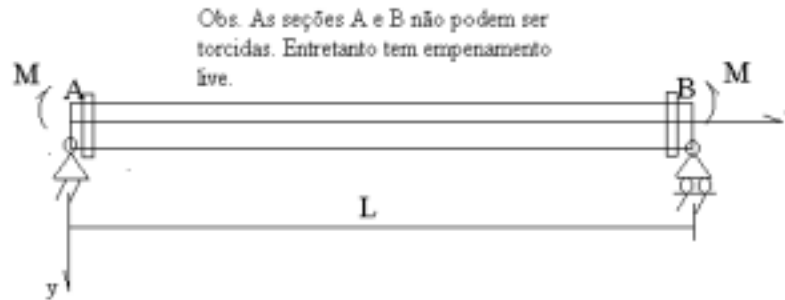 Obs. As seções A e B não podem ser
torcidas. Entretanto tem empenamento
live.
M
A
B
M
L
y